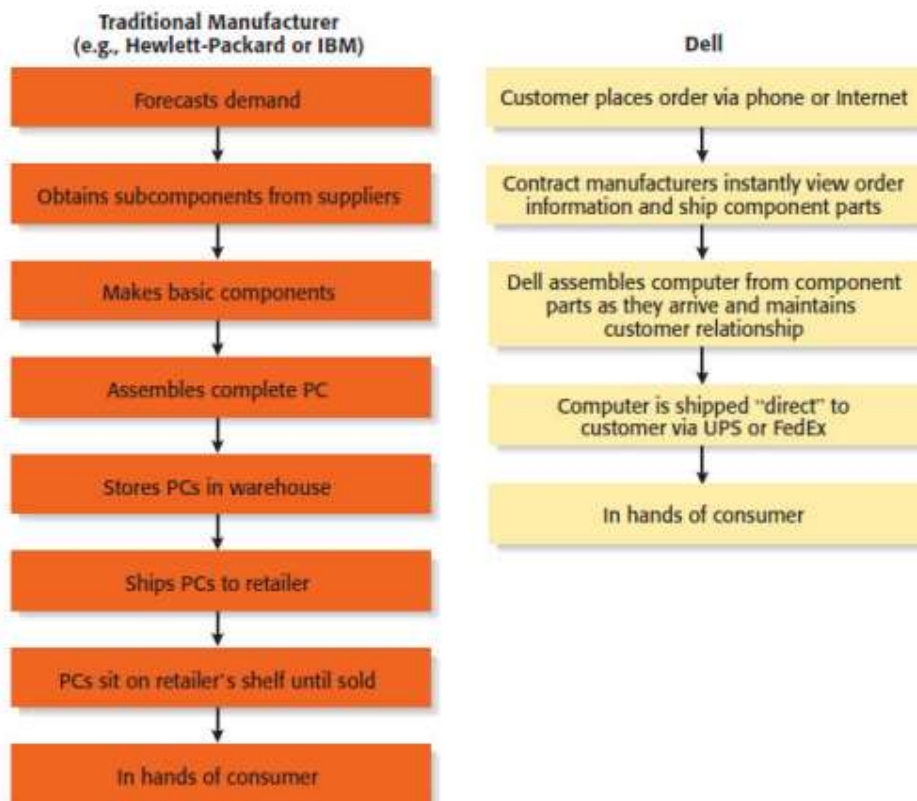 Traditional Manufacturer
(e.g., Hewlett-Packard or IBM)
Forecasts demand
Obtains subcomponents from suppliers
Makes basic components
Assembles complete PC
Stores PCs in warehouse
Ships PCs to retailer
PCs sit on retailer's shelf until sold
In hands of consumer
Dell
Customer places order via phone or Internet
Contract manufacturers instantly view order
information and ship component parts
Dell assembles computer from component
parts as they arrive and maintains
customer relationship
Computer is shipped "direct" to
customer via UPS or FedEx
In hands of consumer